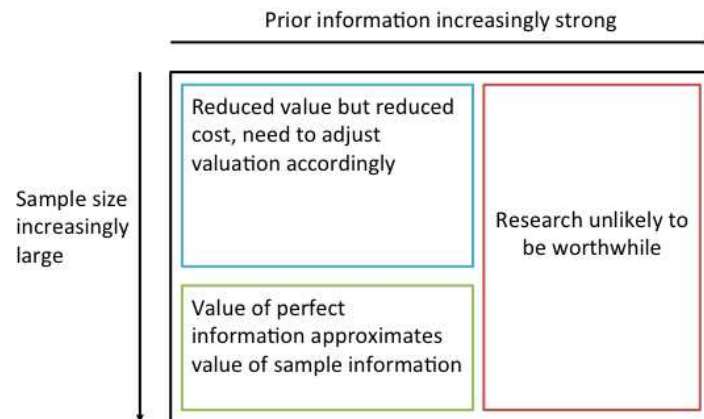 Prior information increasingly strong
Reduced value but reduced
cost, need to adjust
valuation accordingly
Sample size
increasingly
large
Research unlikely to
be worthwhile
Value of perfect
information approximates
value of sample information